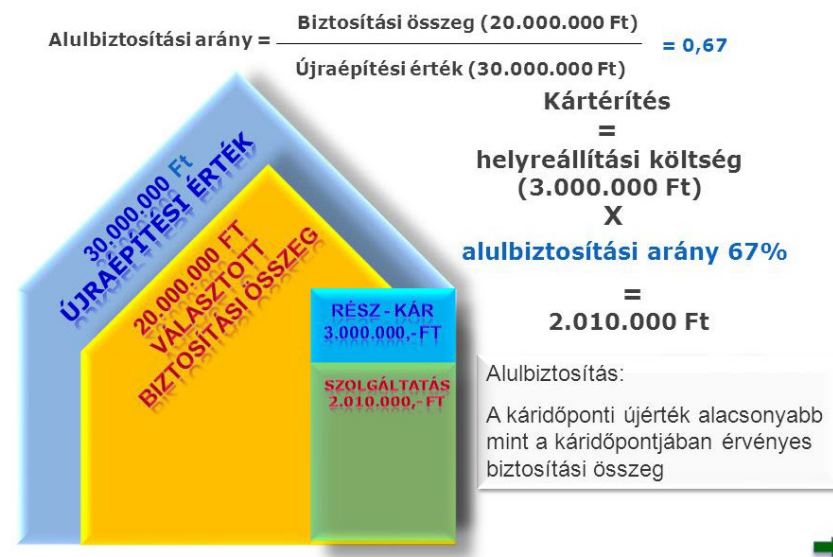 Biztosítási összeg (20.000.000 Ft)
Alulbiztosítási arány =
= 0,67
Újraépítési érték (30.000.000 Ft)
Kártérítés
=
helyreállítási költség
(3.000.000 Ft)
X
alulbiztosítási arány 67%
=
2.010.000 Ft
30.000.000 Ft
ÚJRAÉPÍTÉSI ÉRTÉK
20.000.000 FT
VÁLASZTOTT
BIZTOSÍTÁSI ÖSSZEG
RÉSZ - KÁR
3.000.000,- FT
SZOLGÁLTATÁS
2.010.000,- FT
Alulbiztosítás:
A káridőponti újérték alacsonyabb
mint a káridőpontjában érvényes
biztosítási összeg